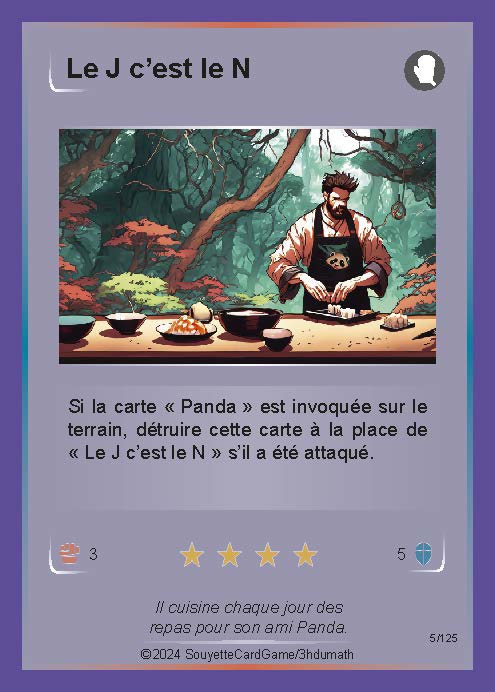 Le J c’est le N
Si la carte « Panda » est invoquée sur le
terrain, détruire cette carte à la place de
« Le J c’est le N » s’il a été attaqué.
3
5
Il cuisine chaque jour des
repas pour son ami Panda.
5/125
©2024 SouyetteCardGame/3hdumath